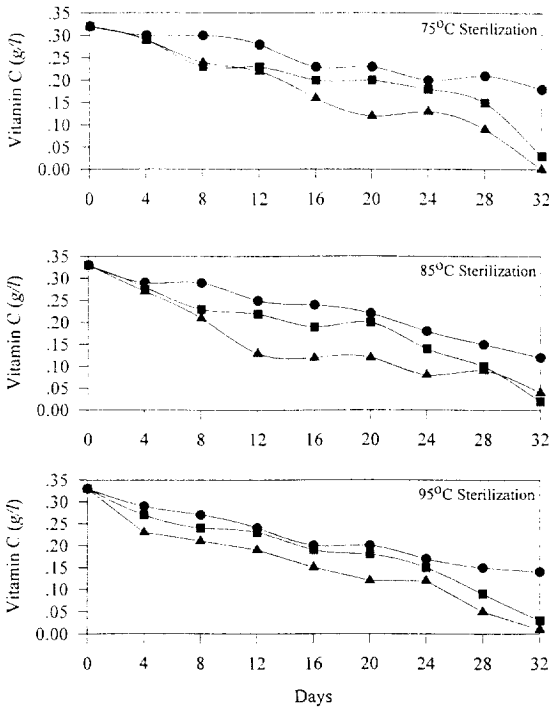 75°C Sterilization
Vitamin C (g/l)
.35
.30
.25
.20
.15
.10
.05
0.00
0 4 8 12 16 20 24 28 32
85°C Sterilization
Vitamin C (g/l)
.35
.30
.25
.20
.15
.10
.05
0.00
0 4 8 12 16 20 24 28 32
95°C Sterilization
Vitamin C (g/l)
.35
.30
.25
.20
.15
.10
.05
0.00
0 4 8 12 16 20 24 28 32
Days